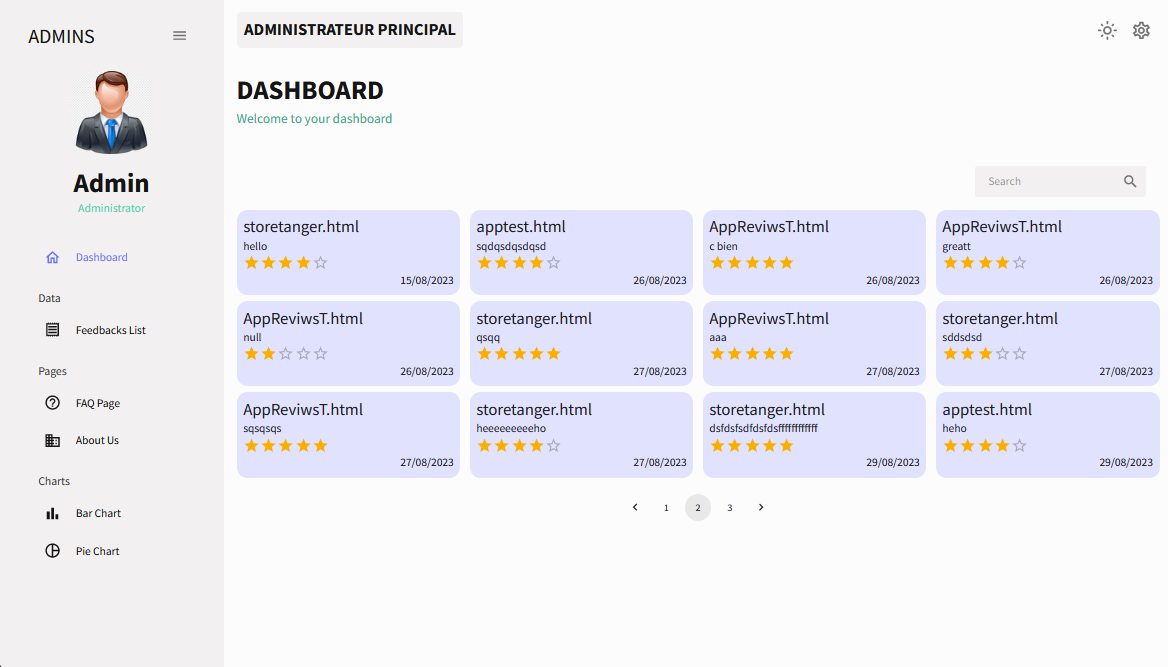 ADMINS
Admin
Administrator
Dashboard
Data
Feedbacks List
Pages
FAQ Page
About Us
Charts
Bar Chart
Pie Chart
ADMINISTRATEUR PRINCIPAL
DASHBOARD
Welcome to your dashboard
Search
storetanger.html
hello
15/08/2023
apptest.html
sqdqsdqsdqsd
26/08/2023
AppReviwsT.html
c bien
26/08/2023
AppReviwsT.html
greatt
26/08/2023
AppReviwsT.html
null
26/08/2023
storetanger.html
qsqq
27/08/2023
AppReviwsT.html
aaa
27/08/2023
storetanger.html
sddsdsd
27/08/2023
AppReviwsT.html
sqsqsqs
27/08/2023
storetanger.html
heeeeeeeeho
27/08/2023
storetanger.html
29/08/2023
apptest.html
heho
29/08/2023
1 2 3